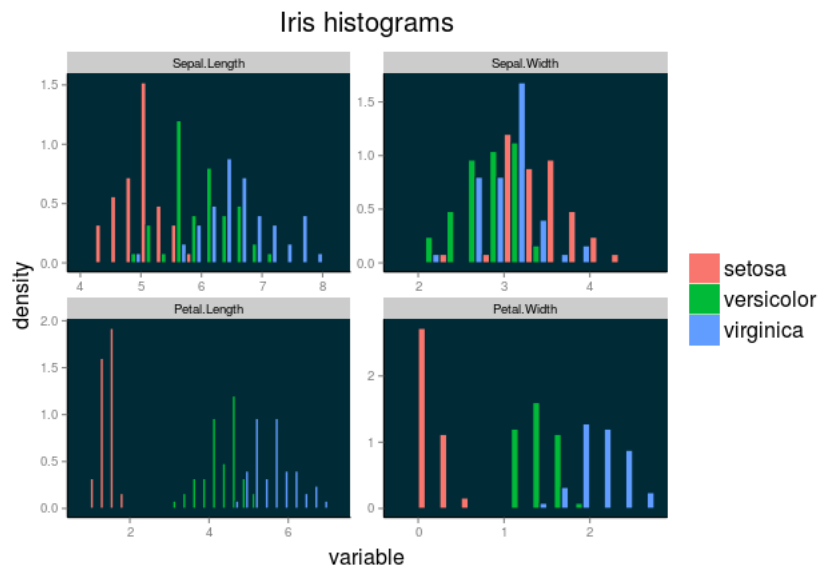 Iris histograms
Sepal.Length
Sepal.Width
1.5
1.0
0.5
0.0
4 5 6 7 8
1.5
1.0
0.5
0.0
2 3 4
density
Petal.Length
Petal.Width
2.0
1.5
1.0
0.5
0.0
2 4 6
2
1
0
0 1 2
variable
setosa
versicolor
virginica